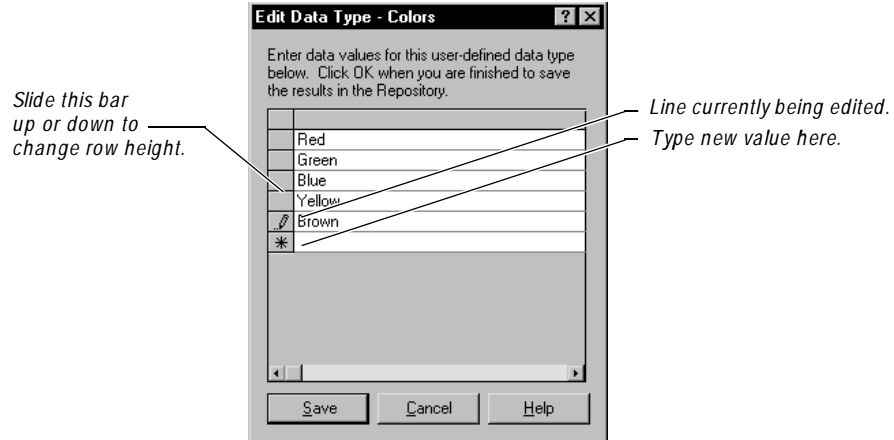 Edit Data Type - Colors
Enter data values for this user-defined data type
below. Click OK when you are finished to save
the results in the Repository.
Slide this bar
up or down to
change row height.
Line currently being edited.
Type new value here.
Red
Green
Blue
Yellow
Brown
Save
Cancel
Help